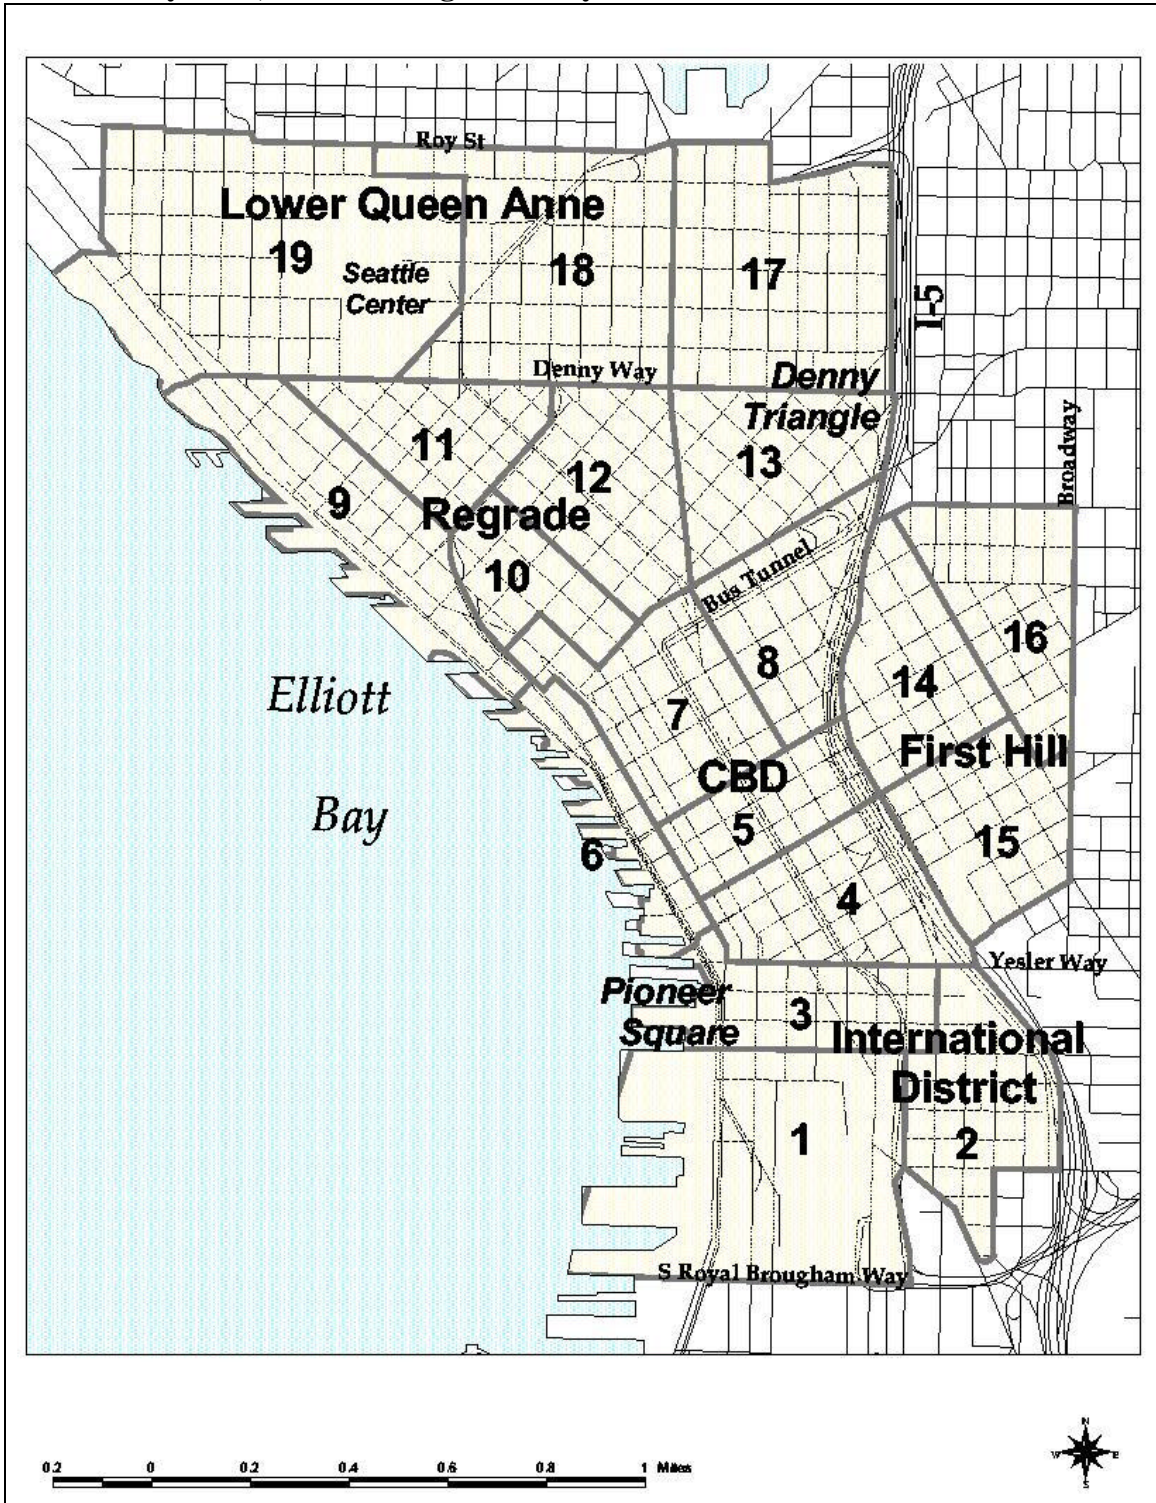 Roy St
Lower Queen Anne
19
Seattle
Center
18
17
I-5
Denny Way
Denny
Triangle
13
Broadway
11
12
9
Regrade
10
Bus Tunnel
8
16
14
7
Elliott
Bay
CBD
First Hill
5
15
6
4
Yesler Way
Pioneer
Square
3
International
District
1
2
S Royal Brougham Way
N
W
E
S
0.2 0 0.2 0.4 0.6 0.8 1 Miles